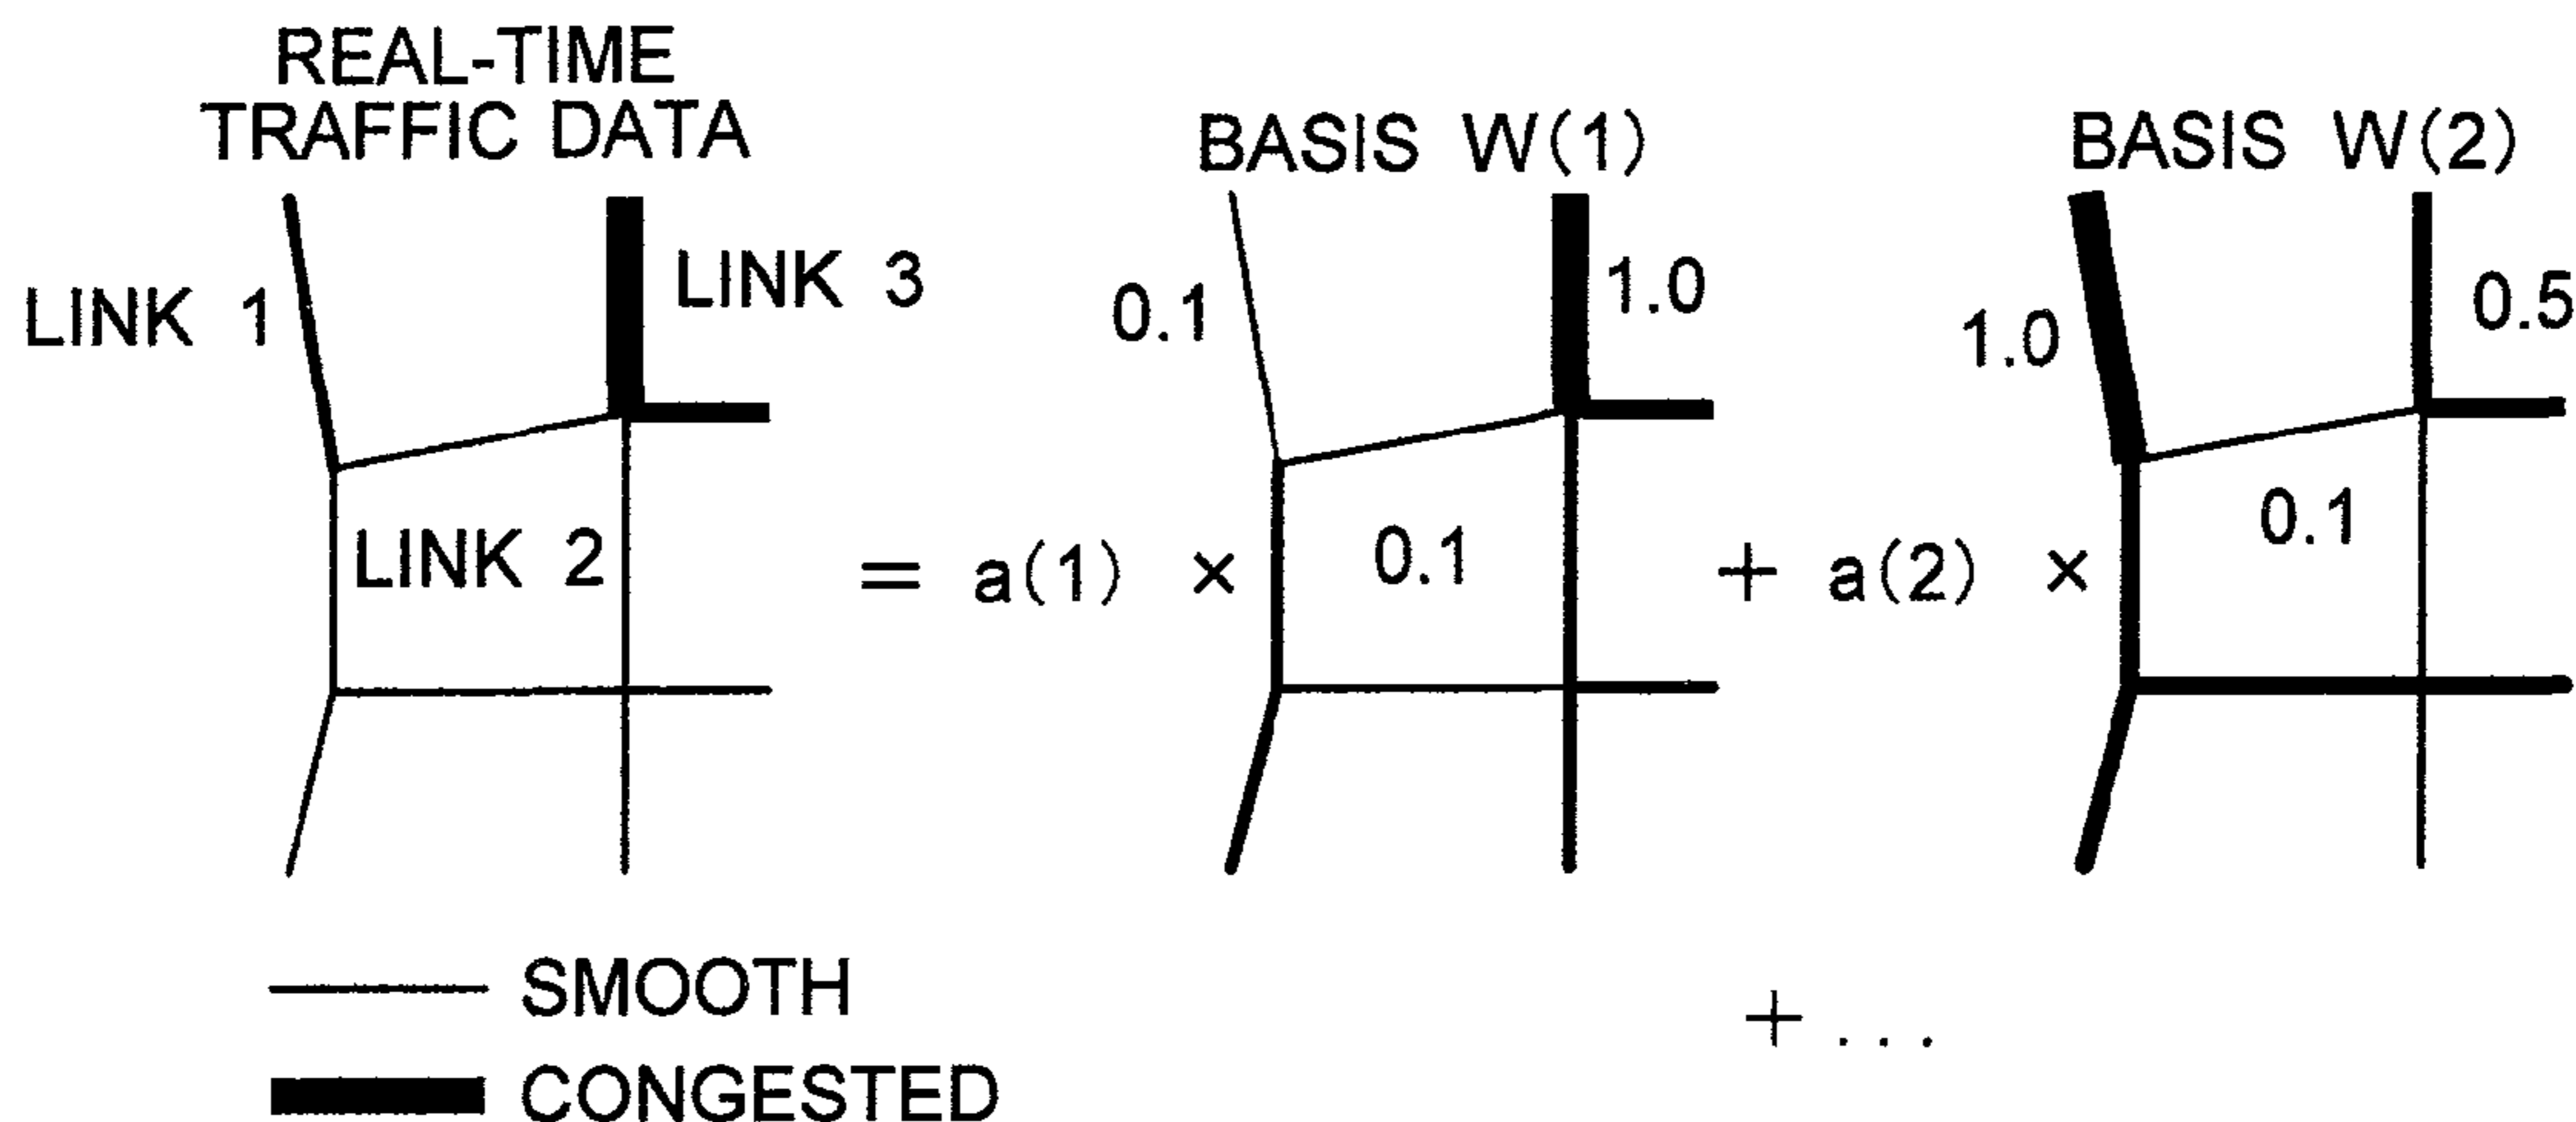 REAL-TIME
TRAFFIC DATA
BASIS W(1)
BASIS W(2)
LINK 1
LINK 3
0.1
1.0
1.0
0.5
LINK 2
= a(1) ×
0.1
+ a(2) ×
0.1
SMOOTH
+ ...
CONGESTED